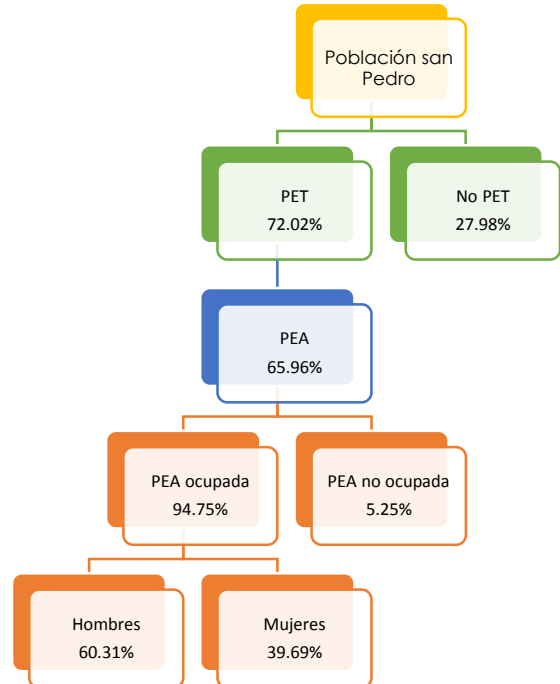 Población san
Pedro
PET
72.02%
No PET
27.98%
PEA
65.96%
PEA ocupada
94.75%
PEA no ocupada
5.25%
Hombres
60.31%
Mujeres
39.69%